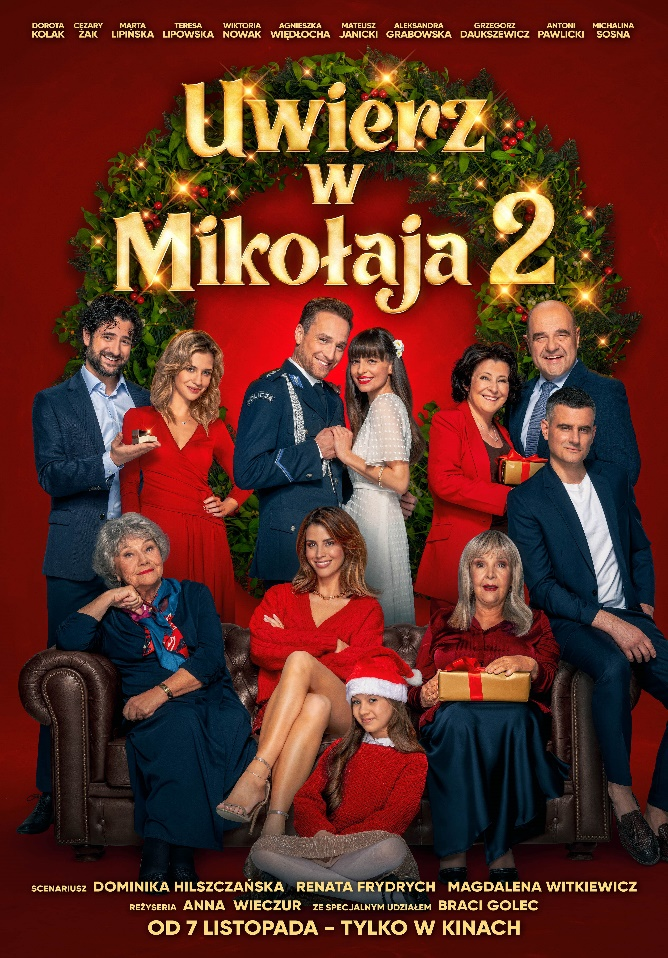 DOROTA KOLAK
CEZARY ŻAK
MARTA LIPIŃSKA
TERESA LIPOWSKA
WIKTORIA NOWAK
AGNIESZKA WIĘDŁOCHA
MATEUSZ JANICKI
ALEKSANDRA GRABOWSKA
GRZEGORZ DAUKSZEWICZ
ANTONI PAWLICKI
MICHALINA SOSNA
Uwierz
w
Mikołaja 2
POLICJA
SCENARIUSZ DOMINIKA HILSZCZAŃSKA RENATA FRYDRYCH MAGDALENA WITKIEWICZ
REŻYSERIA ANNA WIECZUR ZE SPECJALNYM UDZIAŁEM BRACI GOLEC
OD 7 LISTOPADA – TYLKO W KINACH